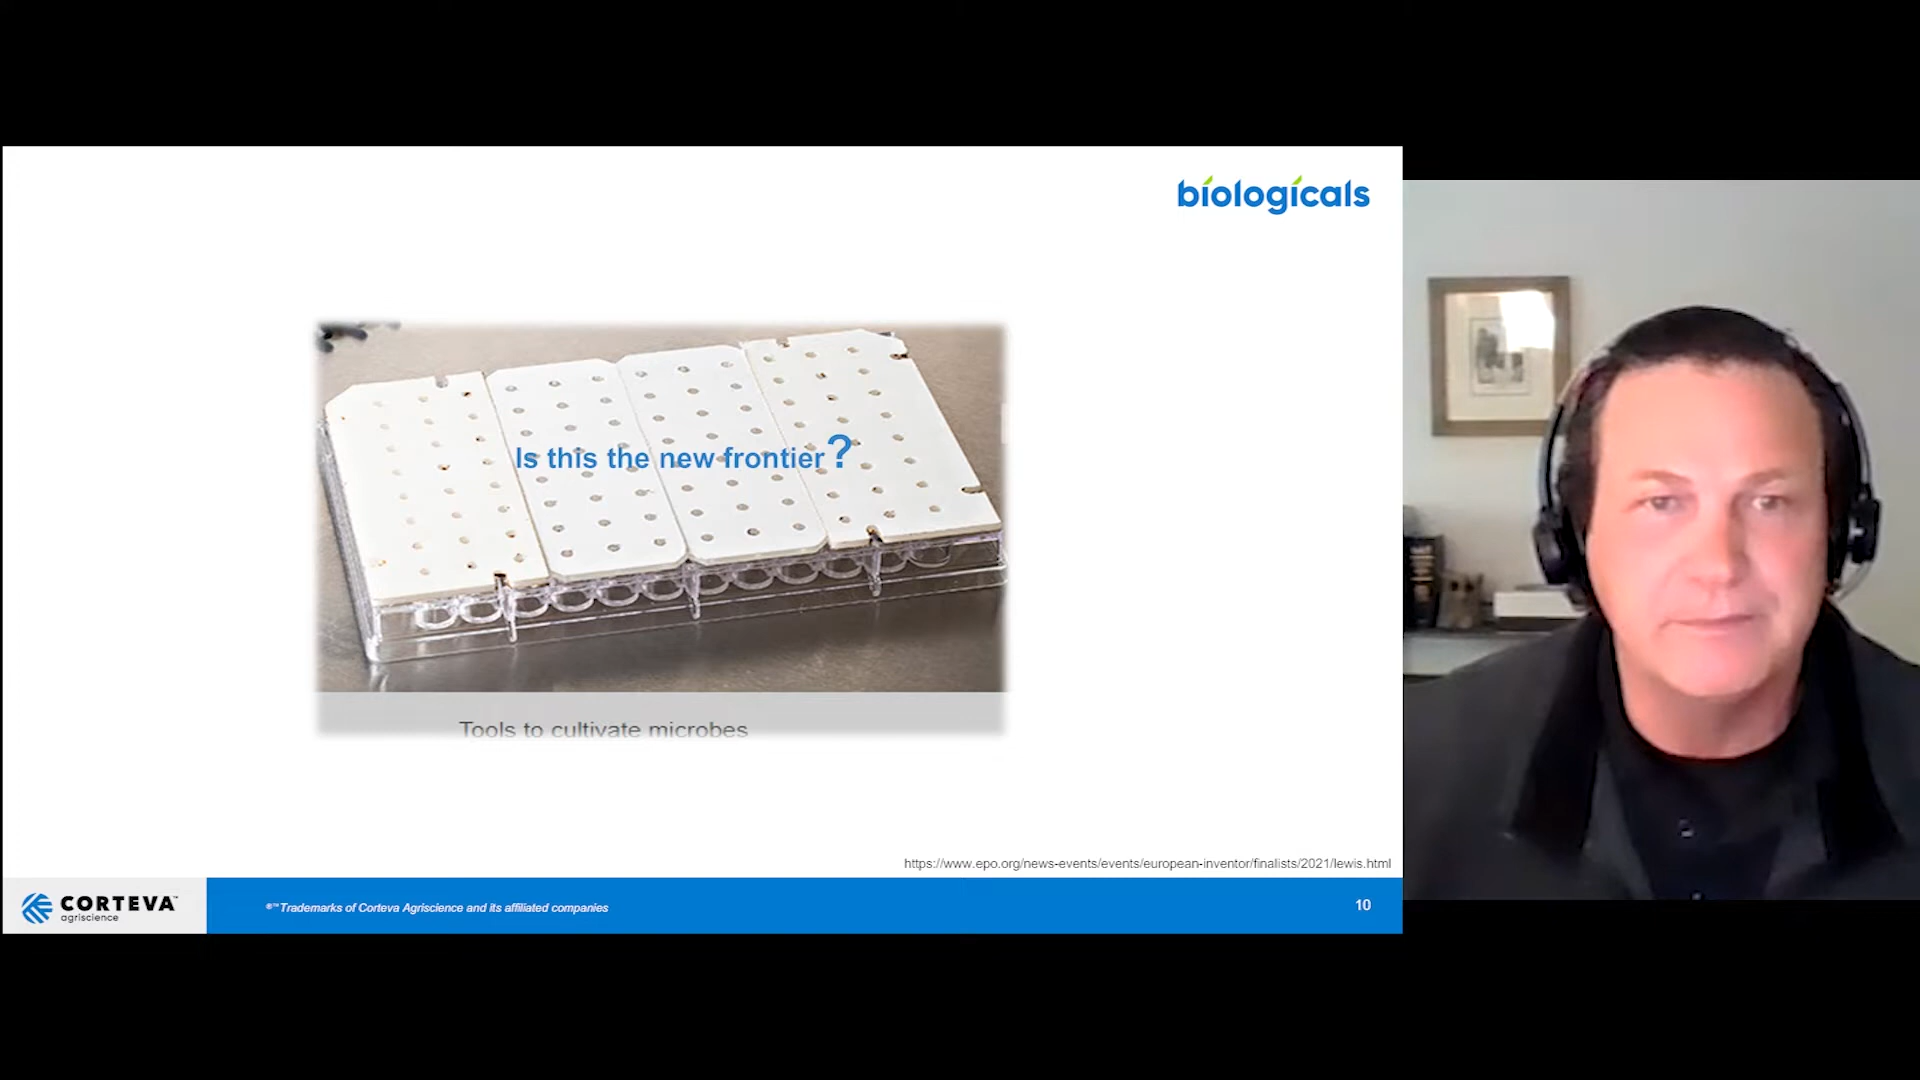 biologicals
Is this the new frontier?
Tools to cultivate microbes
https://www.epo.org/news-events/events/european-inventor/finalists/2021/lewis.html
CORTEVA™
agriscience
®™ Trademarks of Corteva Agriscience and its affiliated companies
10